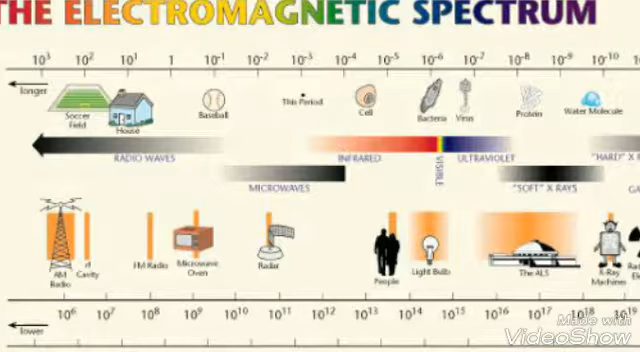 THE ELECTROMAGNETIC SPECTRUM
10³ 10² 10¹ 1 10⁻¹ 10⁻² 10⁻³ 10⁻⁴ 10⁻⁵ 10⁻⁶ 10⁻⁷ 10⁻⁸ 10⁻⁹ 10⁻¹⁰
longer
Soccer Field
House
Baseball
This Period
Cell
Bacteria
Virus
Protein
Water Molecule
RADIO WAVES
INFRARED
VISIBLE
ULTRAVIOLET
"HARD" X
MICROWAVES
"SOFT" X RAYS
GA
AM Radio
Cavity
FM Radio
Microwave Oven
Radar
People
Light Bulb
The ALS
X-Ray Machines
10⁶ 10⁷ 10⁸ 10⁹ 10¹⁰ 10¹¹ 10¹² 10¹³ 10¹⁴ 10¹⁵ 10¹⁶ 10¹⁷ 10¹⁸ 10¹⁹
lower
Made with
VideoShow